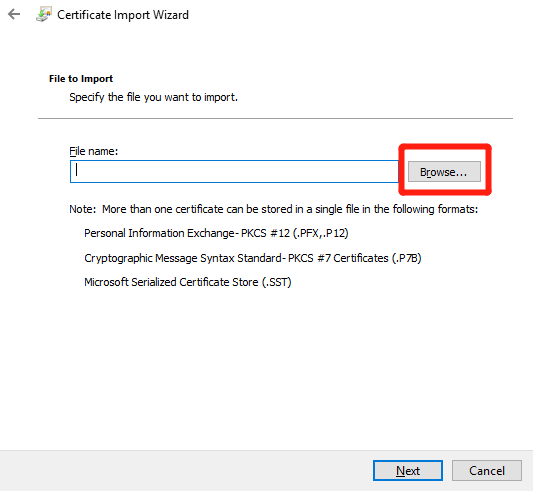 Certificate Import Wizard
File to Import
Specify the file you want to import.
File name:
Browse...
Note: More than one certificate can be stored in a single file in the following formats:
Personal Information Exchange- PKCS #12 (.PFX,.P12)
Cryptographic Message Syntax Standard- PKCS #7 Certificates (.P7B)
Microsoft Serialized Certificate Store (.SST)
Next
Cancel